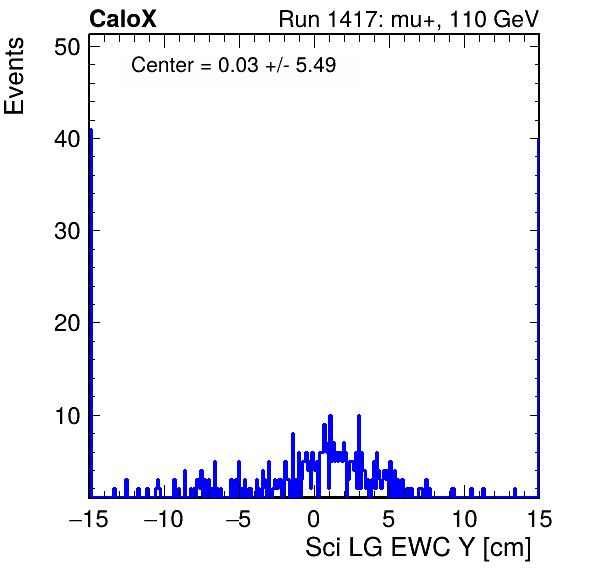 CaloX Run 1417: mu+, 110 GeV
Center = 0.03 +/- 5.49
Events
50
40
30
20
10
−15 −10 −5 0 5 10 15
Sci LG EWC Y [cm]